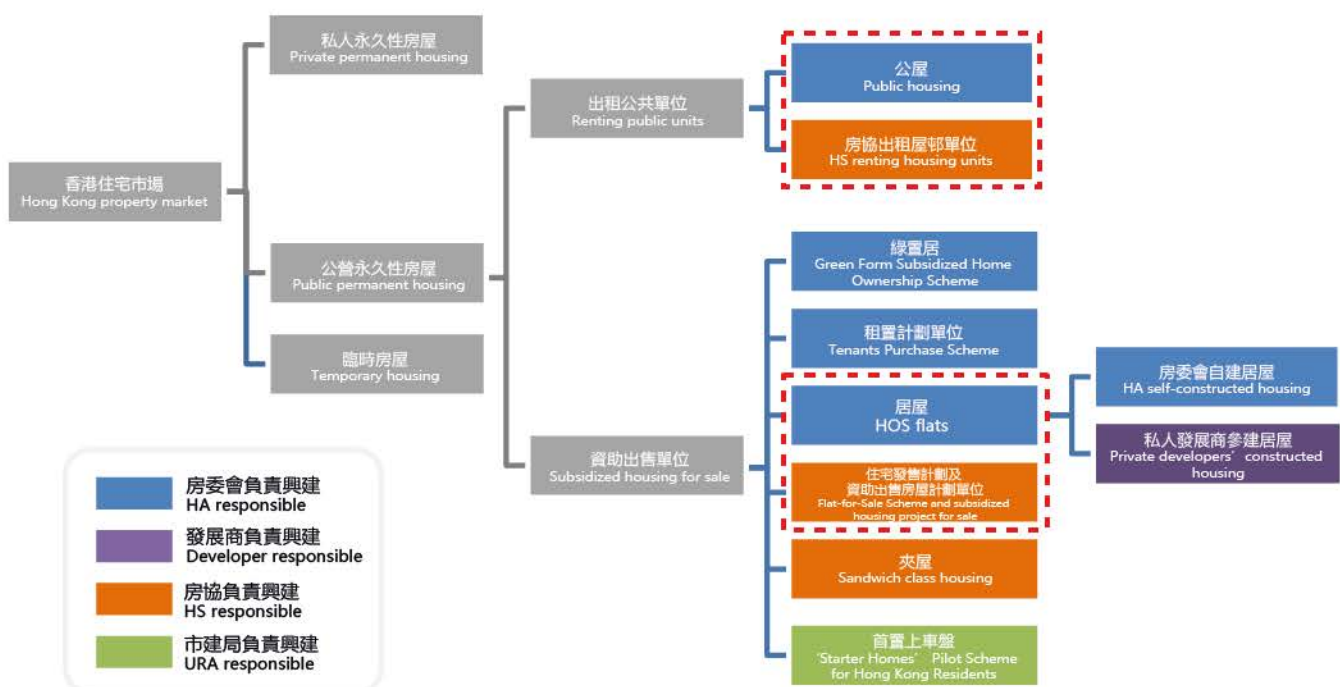 香港住宅市場
Hong Kong property market
私人永久性房屋
Private permanent housing
公營永久性房屋
Public permanent housing
臨時房屋
Temporary housing
出租公共單位
Renting public units
資助出售單位
Subsidized housing for sale
公屋
Public housing
房協出租屋邨單位
HS renting housing units
綠置居
Green Form Subsidized Home
Ownership Scheme
租置計劃單位
Tenants Purchase Scheme
居屋
HOS flats
住宅發售計劃及
資助出售房屋計劃單位
Flat-for-Sale Scheme and subsidized
housing project for sale
夾屋
Sandwich class housing
首置上車盤
‘Starter Homes’ Pilot Scheme
for Hong Kong Residents
房委會自建居屋
HA self-constructed housing
私人發展商參建居屋
Private developers’ constructed
housing
房委會負責興建
HA responsible
發展商負責興建
Developer responsible
房協負責興建
HS responsible
市建局負責興建
URA responsible